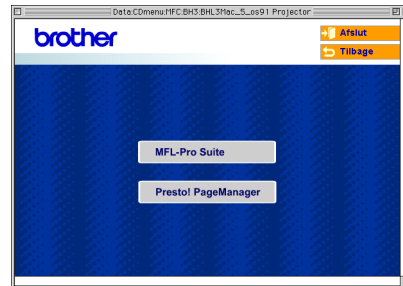 Data:CDmenu:MFC:BH3:BHL3Mac_5_os91 Projector
brother
Afslut
Tilbage
MFL-Pro Suite
Presto! PageManager